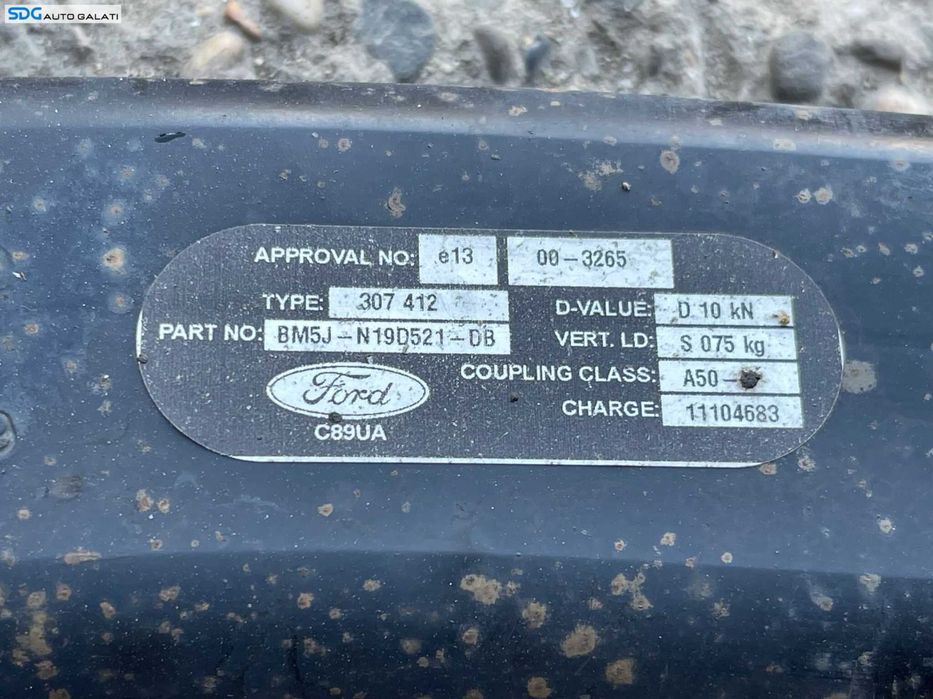 SDG AUTO GALATI
APPROVAL NO: e13 00-3265
TYPE: 307 412
PART NO: BM5J-N19D521-DB
Ford
C89UA
D-VALUE: D 10 kN
VERT. LD: S 075 kg
COUPLING CLASS: A50-
CHARGE: 11104683